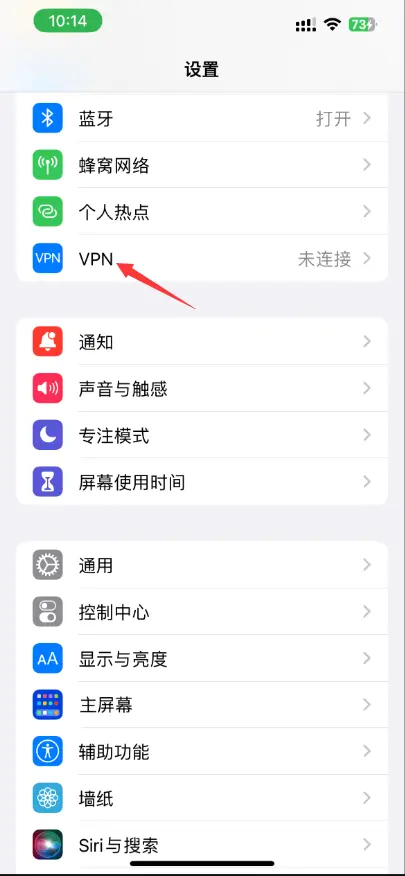 10:14
73
设置
蓝牙 打开
蜂窝网络
个人热点
VPN VPN 未连接
通知
声音与触感
专注模式
屏幕使用时间
通用
控制中心
AA 显示与亮度
主屏幕
辅助功能
墙纸
Siri与搜索